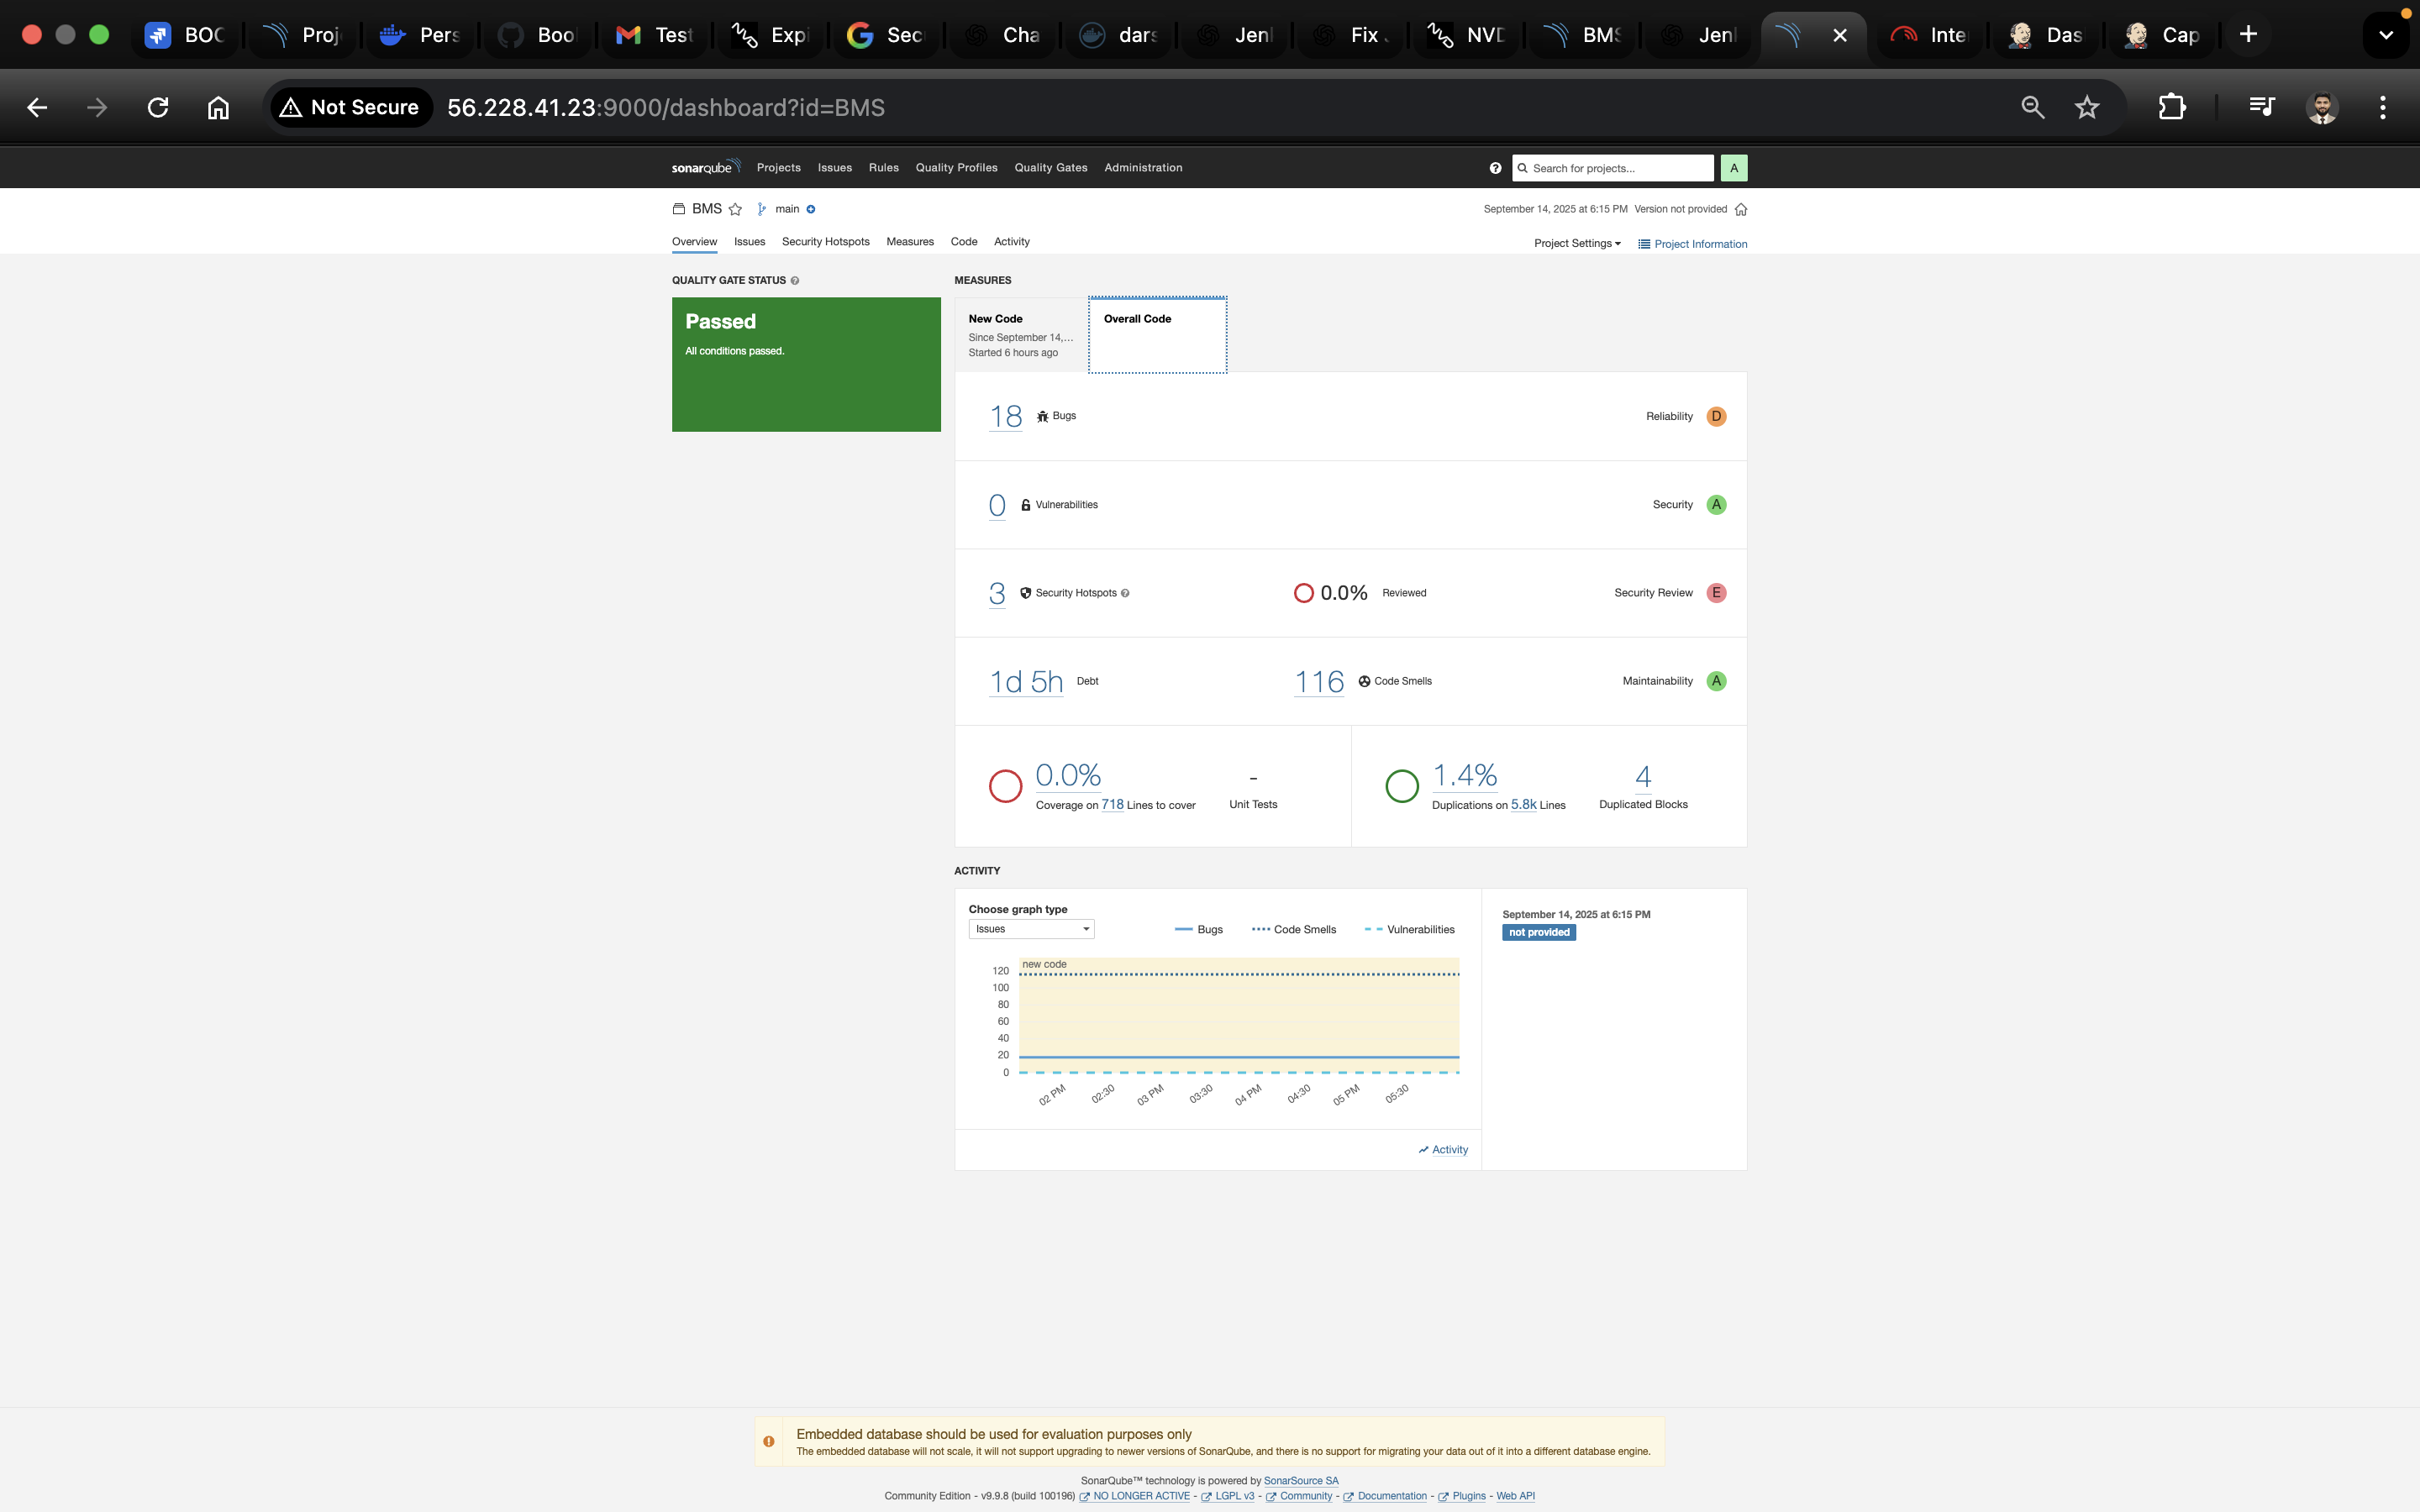 BOC
Proj
Pers
Bool
Test
Expi
Sec
Cha
dars
Jenl
Fix
NVD
BMS
Jenl
Inte
Das
Cap
Not Secure
56.228.41.23:9000/dashboard?id=BMS
sonarqube Projects Issues Rules Quality Profiles Quality Gates Administration
Search for projects...
A
BMS main
September 14, 2025 at 6:15 PM Version not provided
Overview Issues Security Hotspots Measures Code Activity
Project Settings Project Information
QUALITY GATE STATUS
Passed
All conditions passed.
MEASURES
New Code
Since September 14,...
Started 6 hours ago
Overall Code
18 Bugs Reliability D
0 Vulnerabilities Security A
3 Security Hotspots 0.0% Reviewed Security Review E
1d 5h Debt 116 Code Smells Maintainability A
0.0%
Coverage on 718 Lines to cover
-
Unit Tests
1.4%
Duplications on 5.8k Lines
4
Duplicated Blocks
ACTIVITY
Choose graph type
Issues
Bugs Code Smells Vulnerabilities
new code
120
100
80
60
40
20
0
02 PM 02:30 03 PM 03:30 04 PM 04:30 05 PM 05:30
Activity
September 14, 2025 at 6:15 PM
not provided
Embedded database should be used for evaluation purposes only
The embedded database will not scale, it will not support upgrading to newer versions of SonarQube, and there is no support for migrating your data out of it into a different database engine.
SonarQube™ technology is powered by SonarSource SA
Community Edition - v9.9.8 (build 100196) NO LONGER ACTIVE - LGPL v3 - Community - Documentation - Plugins - Web API